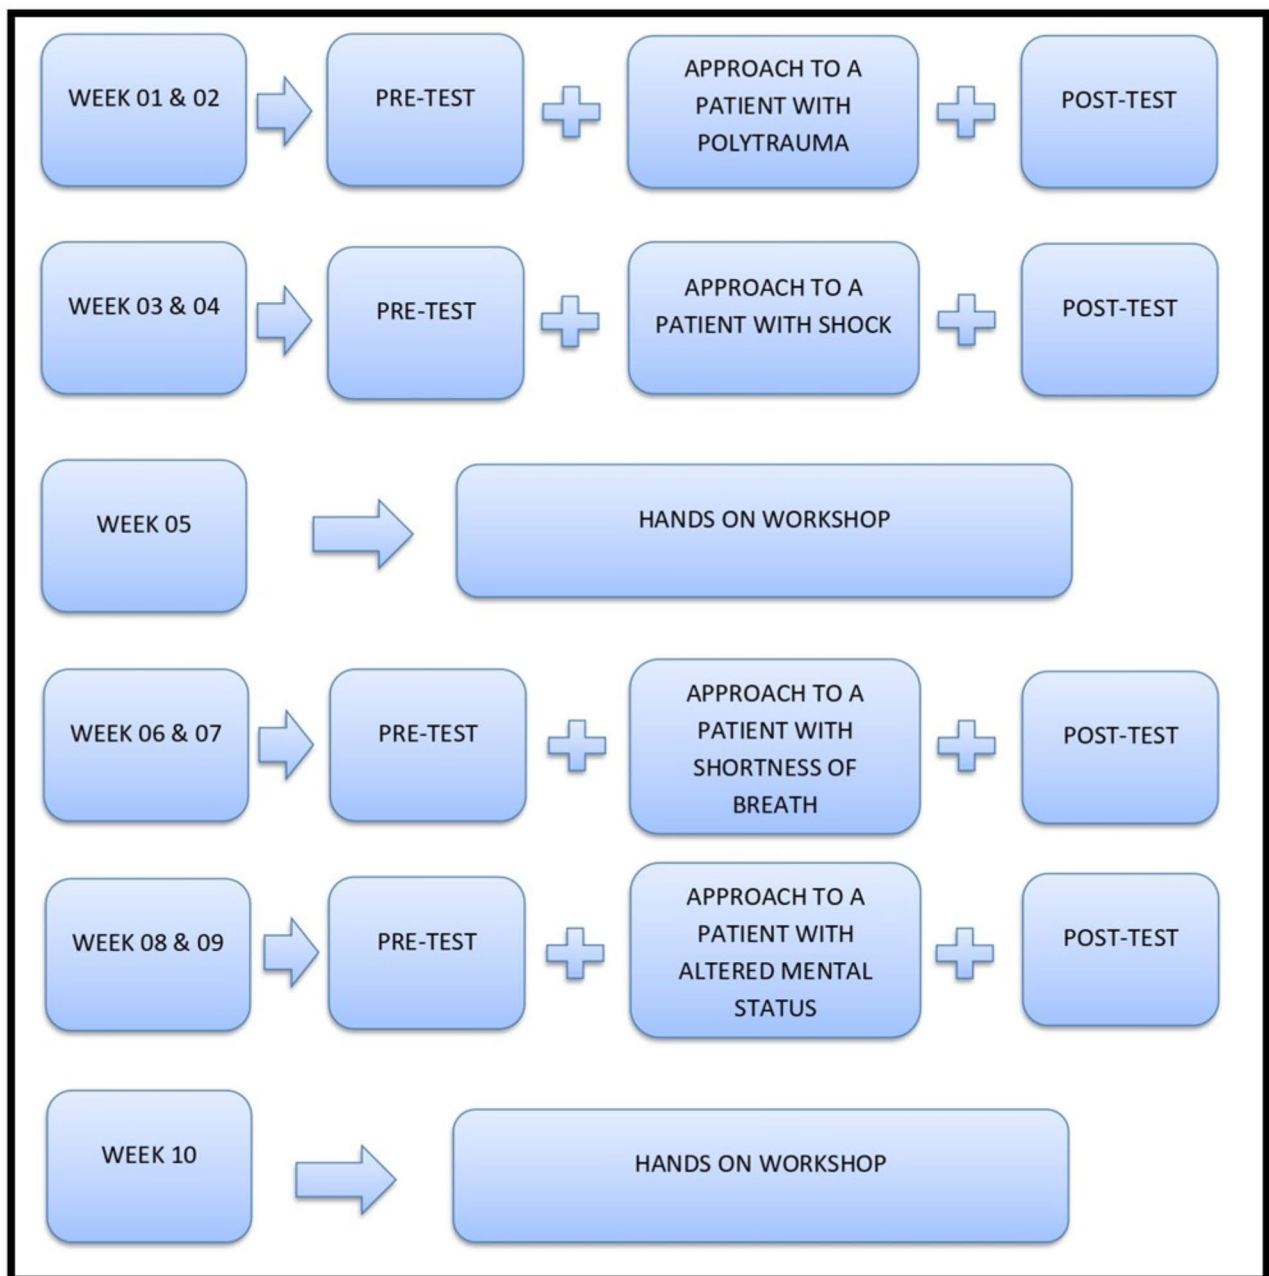 WEEK 01 & 02
PRE-TEST
APPROACH TO A
PATIENT WITH
POLYTRAUMA
POST-TEST
WEEK 03 & 04
PRE-TEST
APPROACH TO A
PATIENT WITH SHOCK
POST-TEST
WEEK 05
HANDS ON WORKSHOP
WEEK 06 & 07
PRE-TEST
APPROACH TO A
PATIENT WITH
SHORTNESS OF
BREATH
POST-TEST
WEEK 08 & 09
PRE-TEST
APPROACH TO A
PATIENT WITH
ALTERED MENTAL
STATUS
POST-TEST
WEEK 10
HANDS ON WORKSHOP